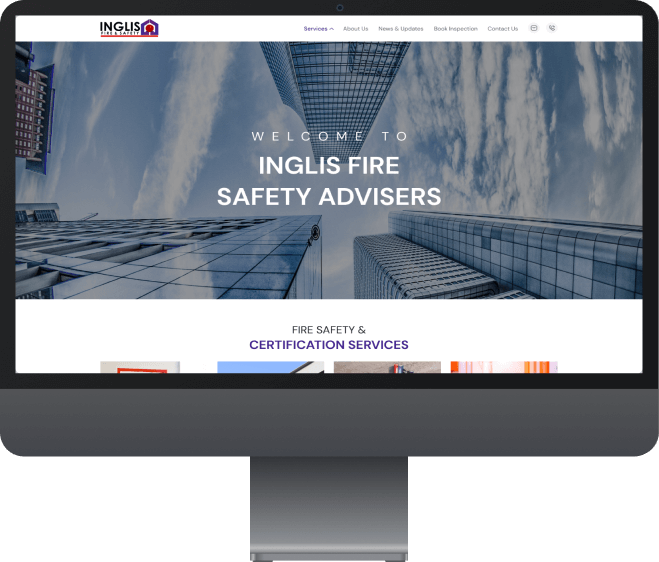 INGLIS
FIRE & SAFETY
Services
About Us
News & Updates
Book Inspection
Contact Us
WELCOME TO
INGLIS FIRE
SAFETY ADVISERS
FIRE SAFETY &
CERTIFICATION SERVICES